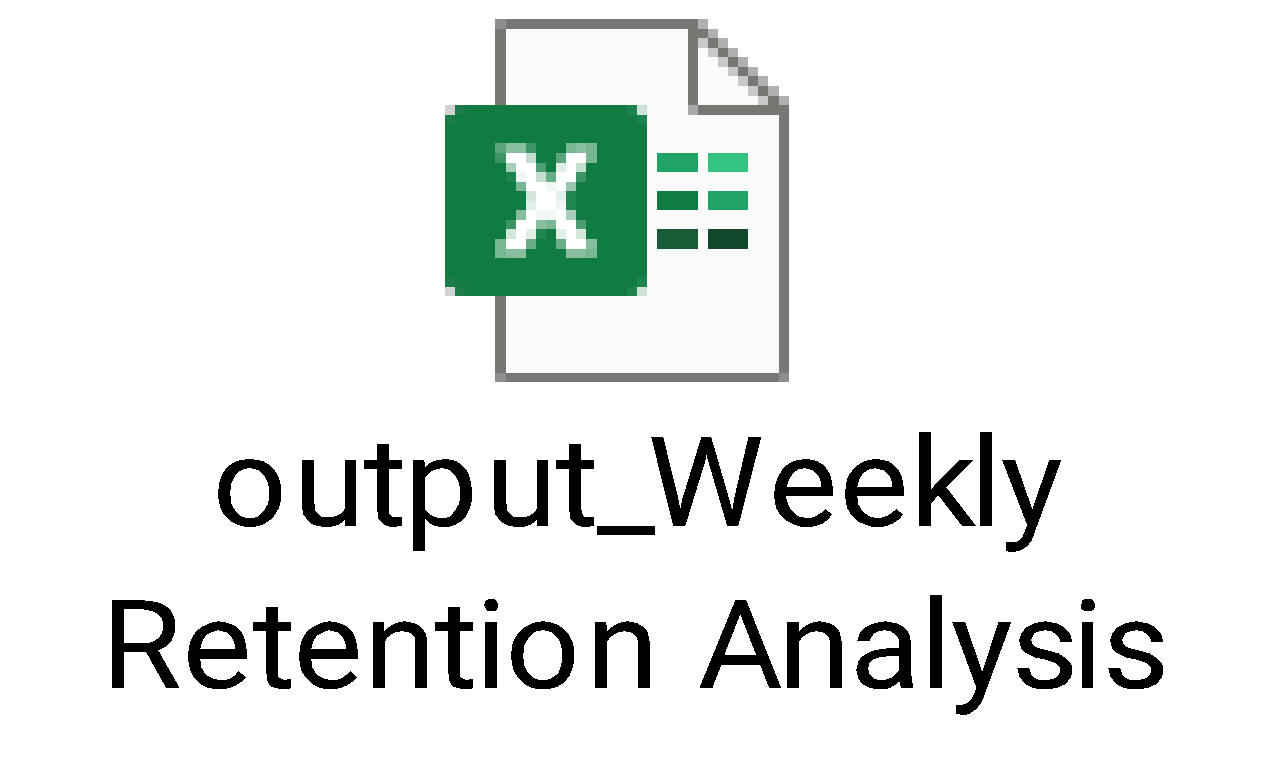 X
output_Weekly
Retention Analysis